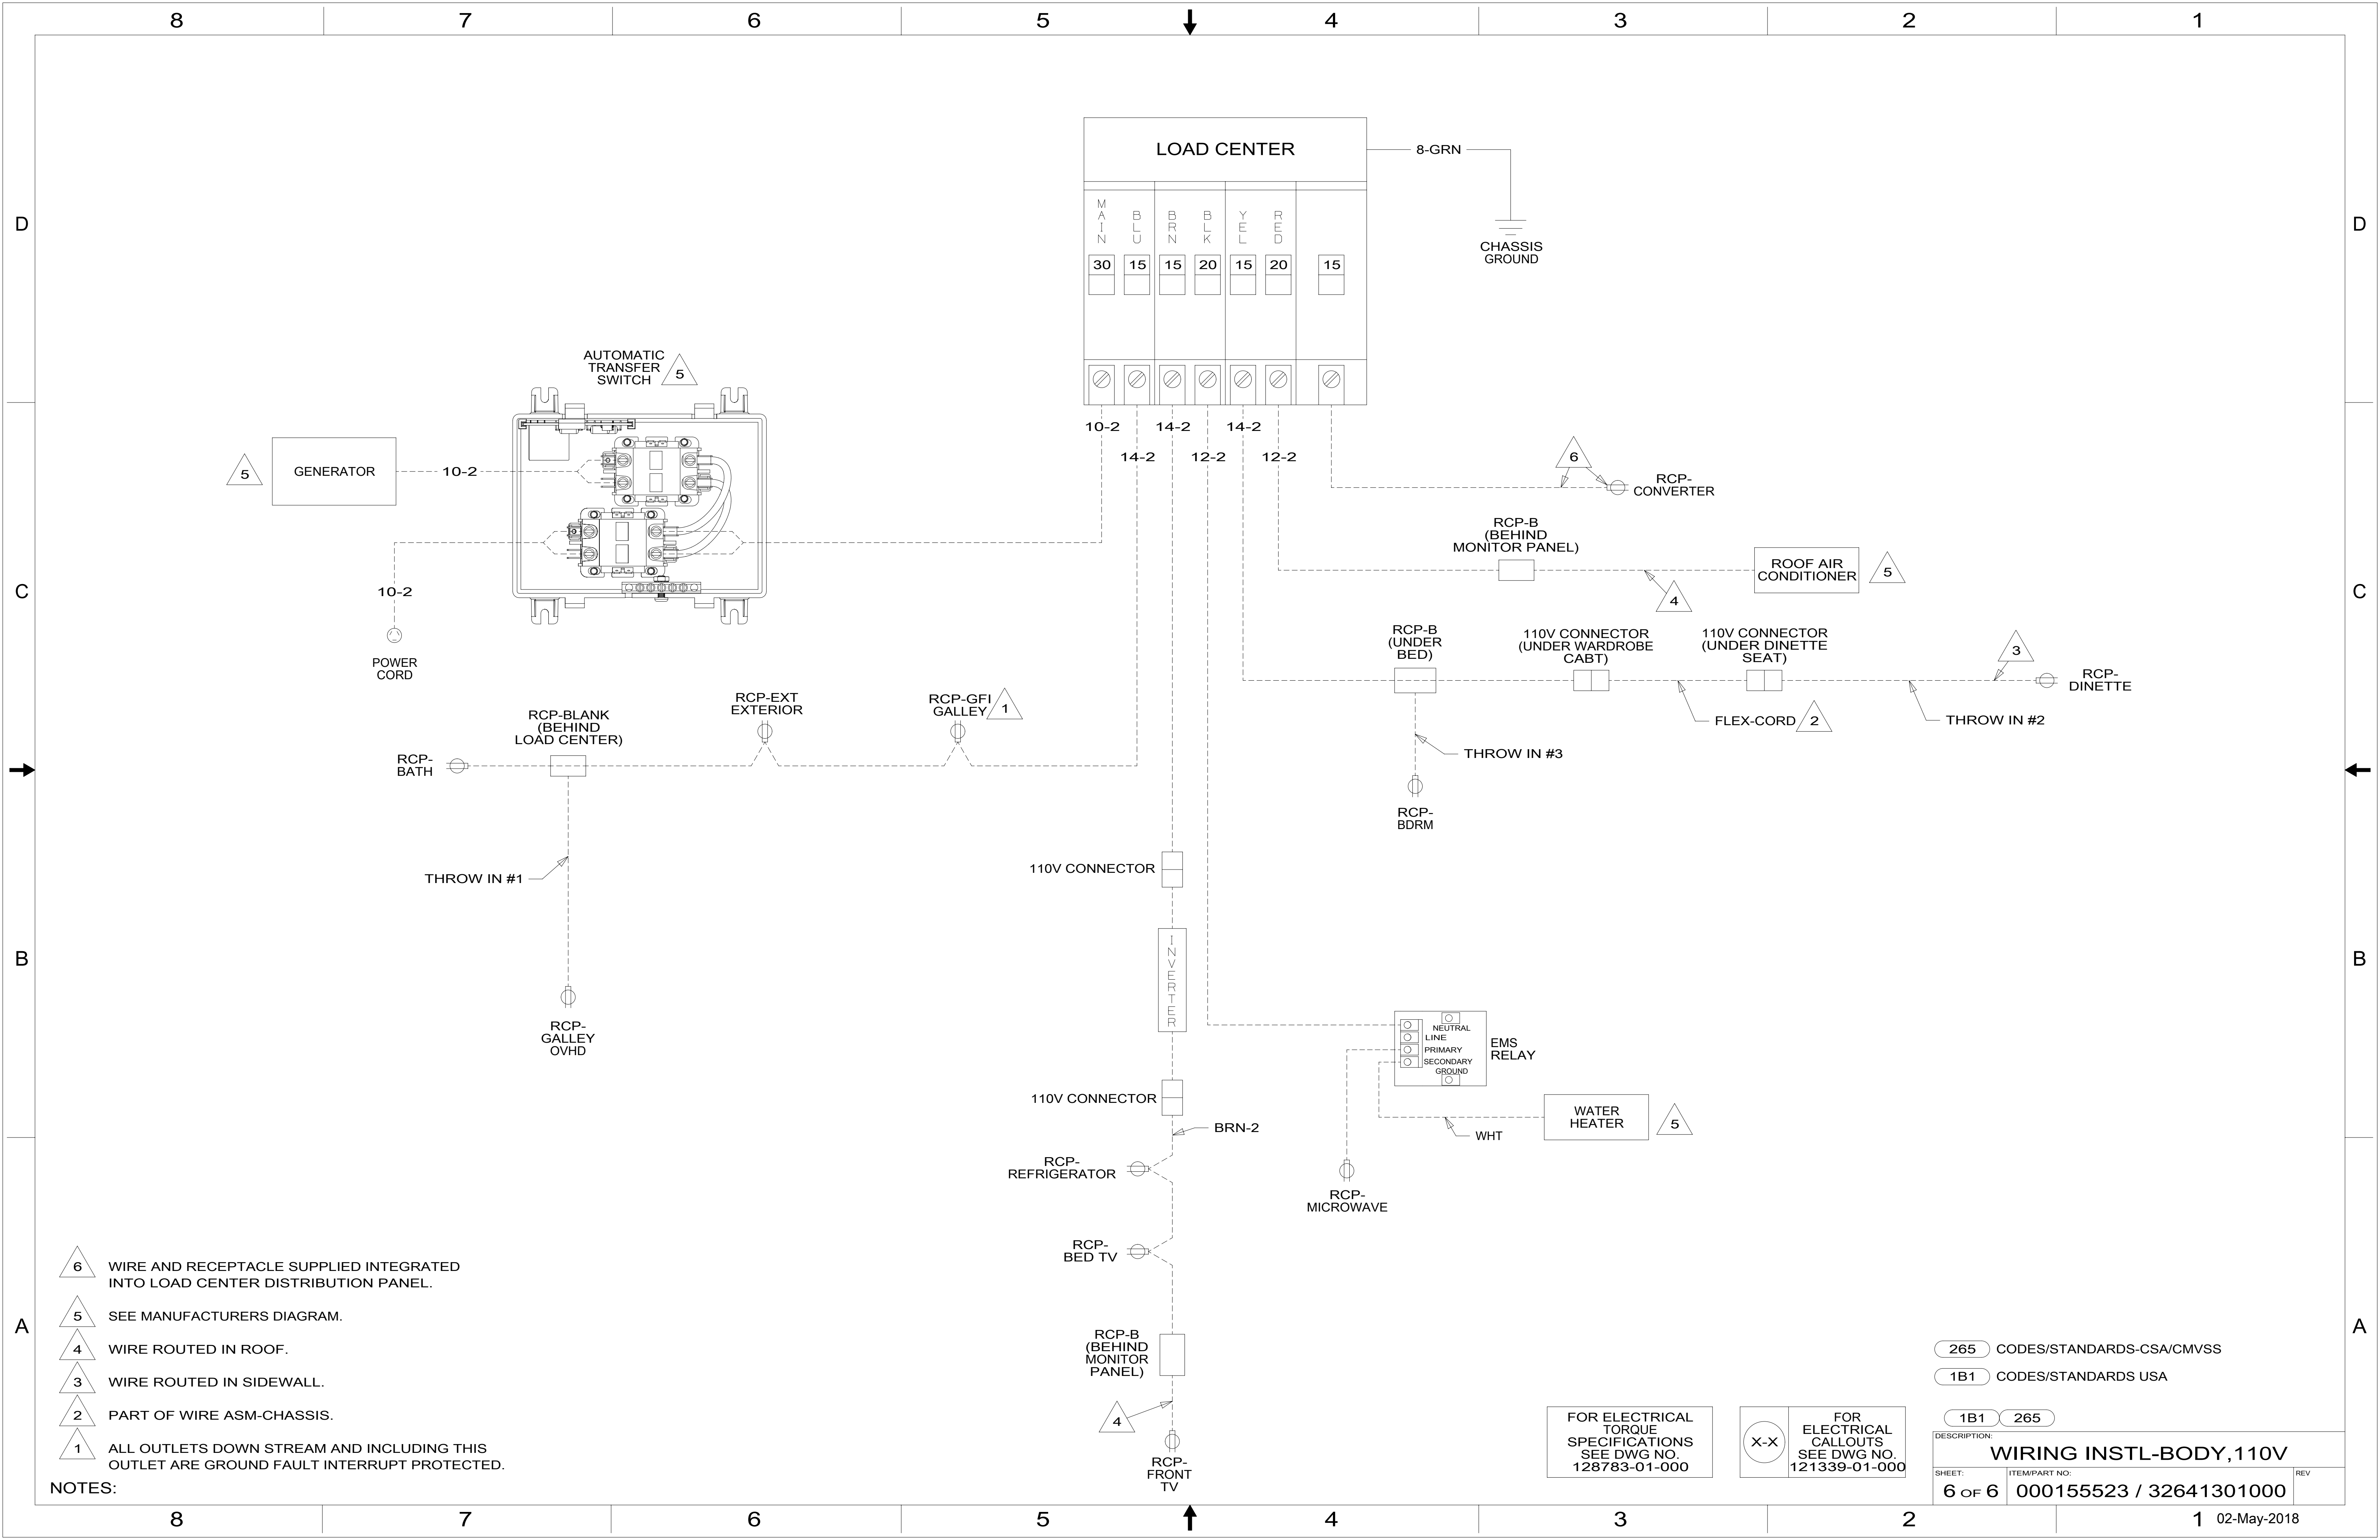 8 7 6 5 4 3 2 1
LOAD CENTER
8-GRN
CHASSIS
GROUND
MAIN BLU BRN BLK YEL RED
30 15 15 20 15 20 15
D D
10-2 14-2 14-2
14-2 12-2 12-2
AUTOMATIC
TRANSFER
SWITCH
5
5
GENERATOR
10-2
10-2
POWER
CORD
6
RCP-
CONVERTER
RCP-B
(BEHIND
MONITOR PANEL)
ROOF AIR
CONDITIONER
5
4
C C
RCP-B
(UNDER
BED)
110V CONNECTOR
(UNDER WARDROBE
CABT)
110V CONNECTOR
(UNDER DINETTE
SEAT)
3
RCP-
DINETTE
FLEX-CORD
2
THROW IN #2
THROW IN #3
RCP-
BDRM
RCP-BLANK
(BEHIND
LOAD CENTER)
RCP-EXT
EXTERIOR
RCP-GFI
GALLEY
1
RCP-
BATH
THROW IN #1
RCP-
GALLEY
OVHD
110V CONNECTOR
INVERTER
B B
NEUTRAL
LINE
PRIMARY
SECONDARY
GROUND
EMS
RELAY
110V CONNECTOR
BRN-2
WATER
HEATER
5
WHT
RCP-
MICROWAVE
RCP-
REFRIGERATOR
RCP-
BED TV
RCP-B
(BEHIND
MONITOR
PANEL)
4
RCP-
FRONT
TV
A A
6 WIRE AND RECEPTACLE SUPPLIED INTEGRATED
INTO LOAD CENTER DISTRIBUTION PANEL.
5 SEE MANUFACTURERS DIAGRAM.
4 WIRE ROUTED IN ROOF.
3 WIRE ROUTED IN SIDEWALL.
2 PART OF WIRE ASM-CHASSIS.
1 ALL OUTLETS DOWN STREAM AND INCLUDING THIS
OUTLET ARE GROUND FAULT INTERRUPT PROTECTED.
NOTES:
FOR ELECTRICAL
TORQUE
SPECIFICATIONS
SEE DWG NO.
128783-01-000
X-X
FOR
ELECTRICAL
CALLOUTS
SEE DWG NO.
121339-01-000
265 CODES/STANDARDS-CSA/CMVSS
1B1 CODES/STANDARDS USA
1B1 265
DESCRIPTION:
WIRING INSTL-BODY,110V
SHEET: ITEM/PART NO: REV
6 OF 6 000155523 / 32641301000
8 7 6 5 4 3 2 1
02-May-2018